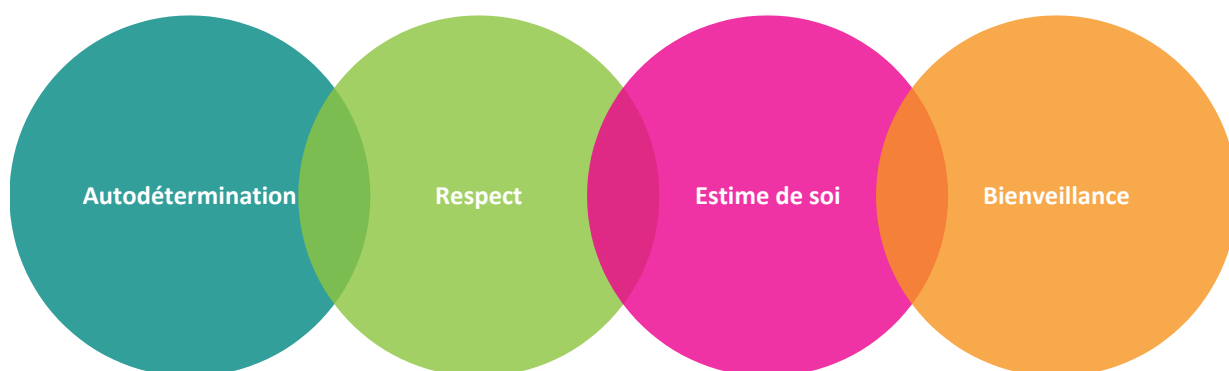 Autodétermination
Respect
Estime de soi
Bienveillance